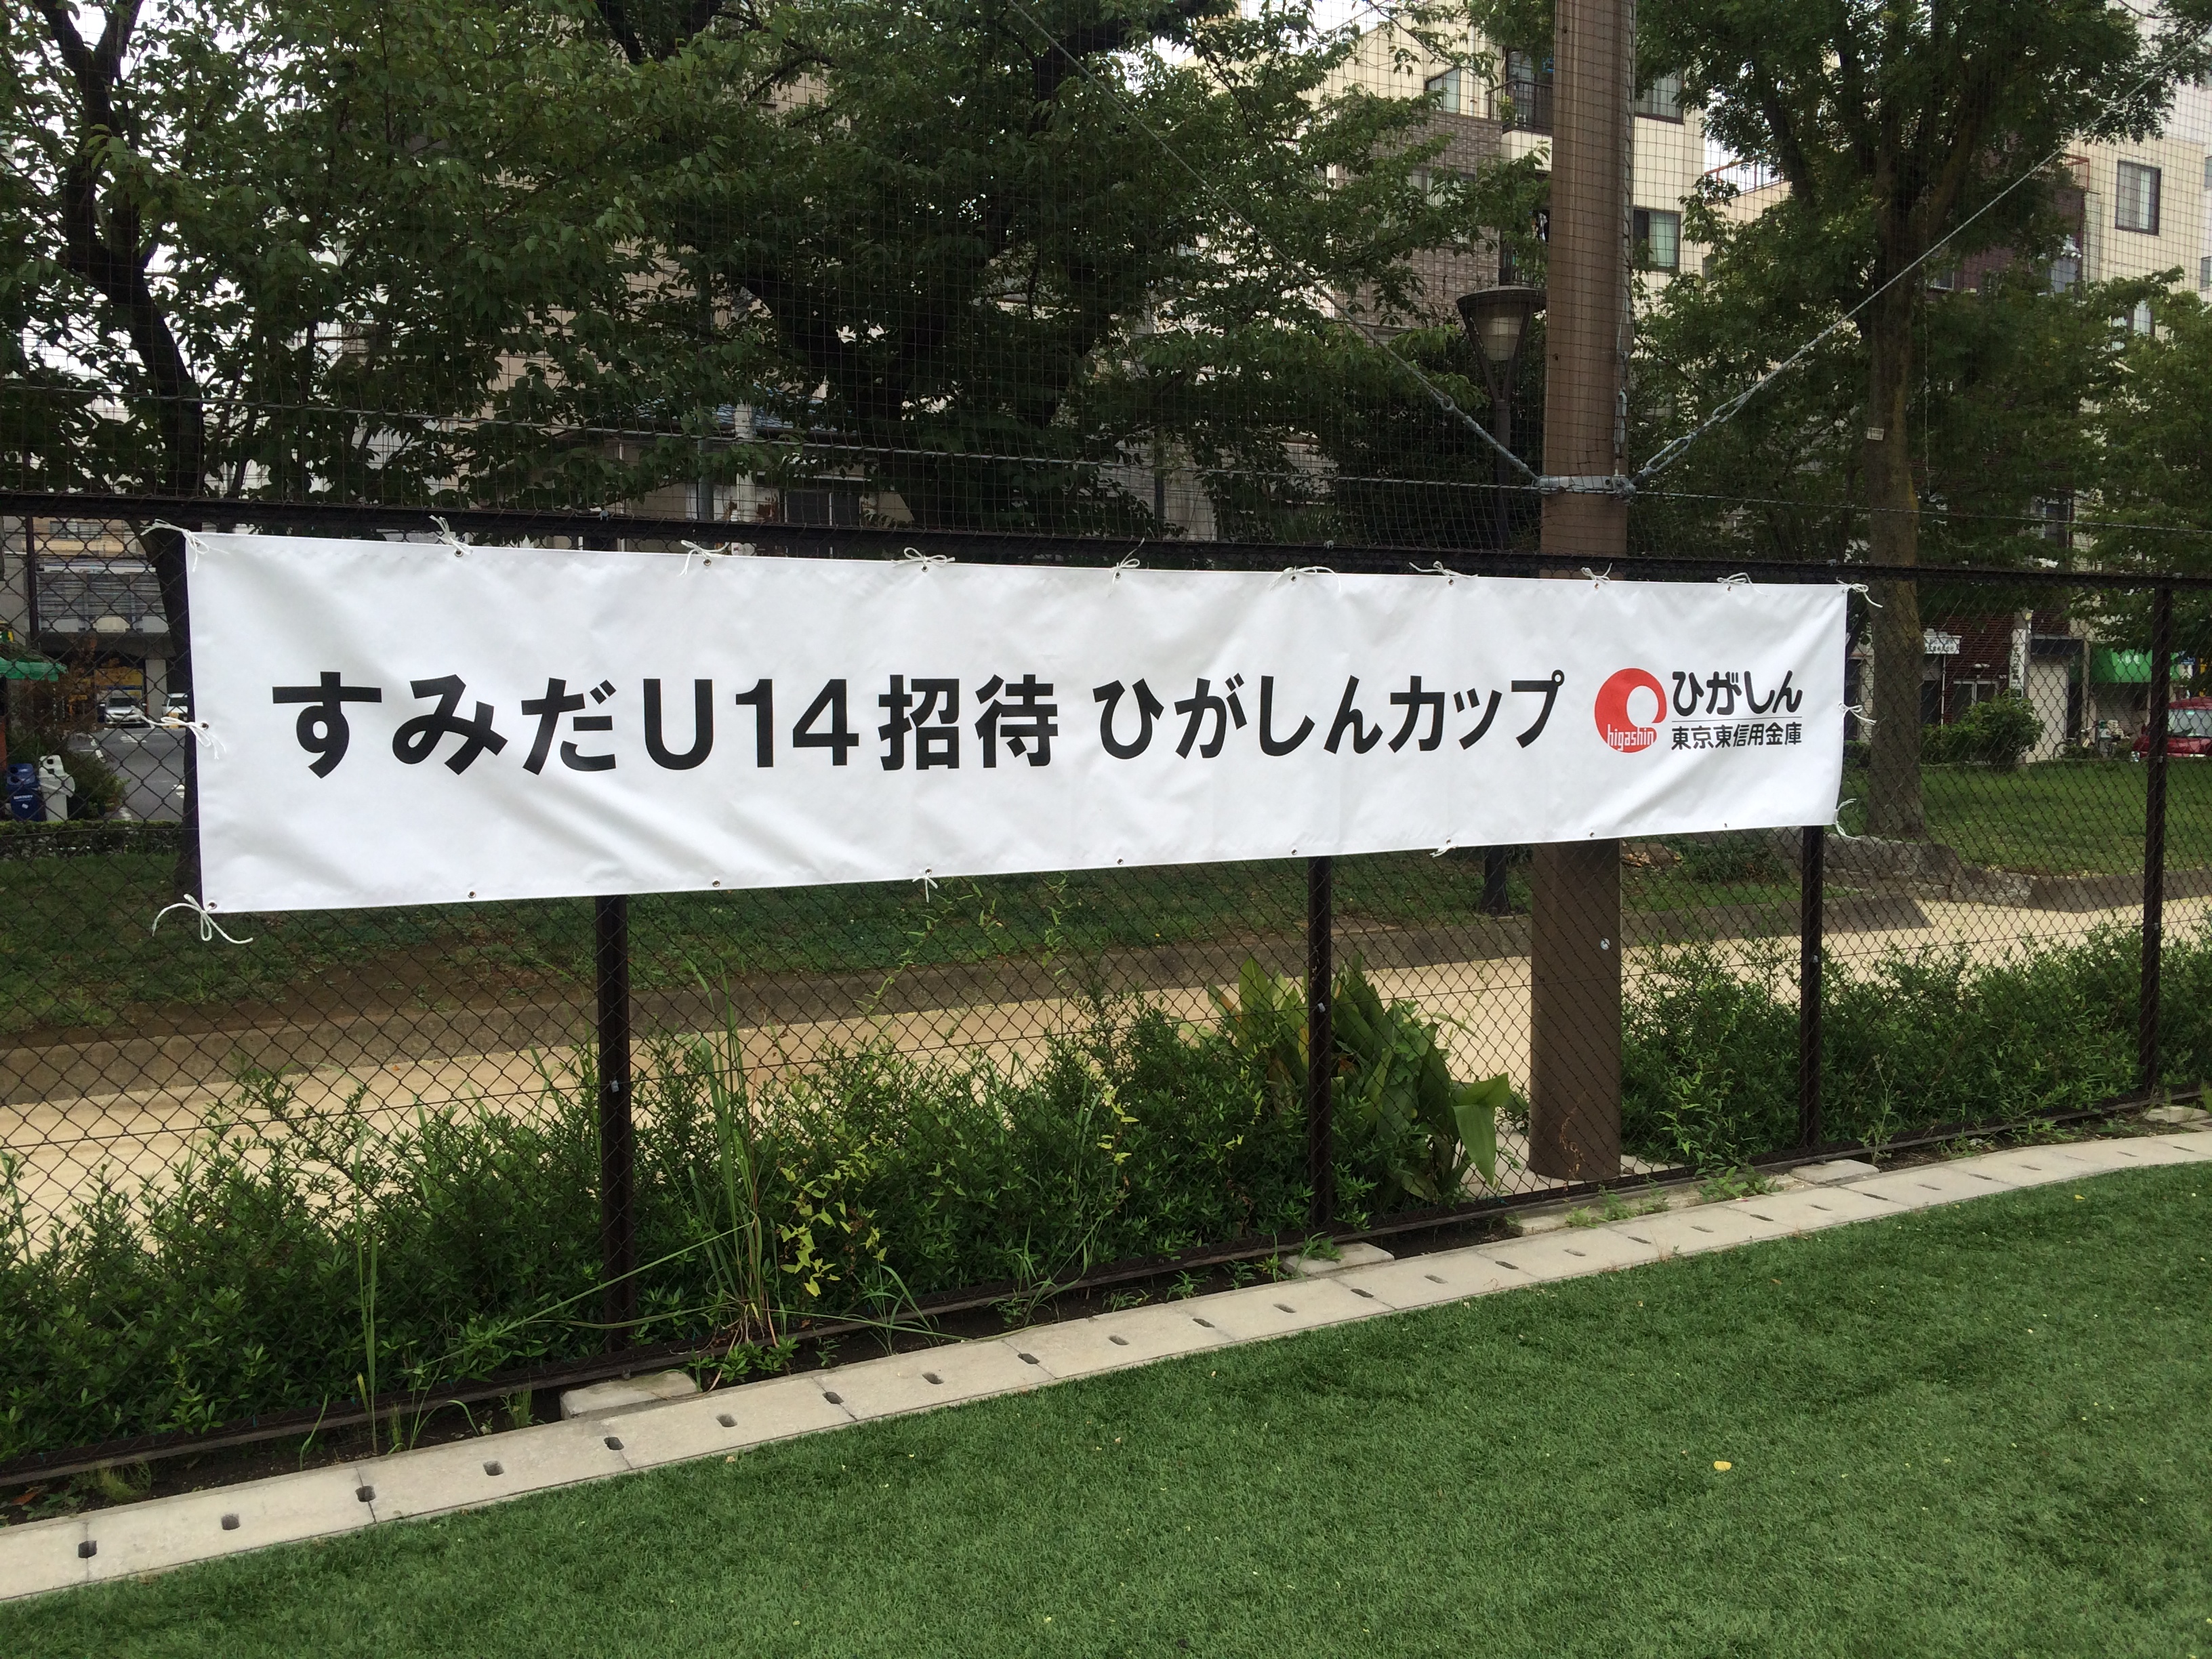 すみだU14招待 ひがしんカップ
higashin
ひがしん
東京東信用金庫